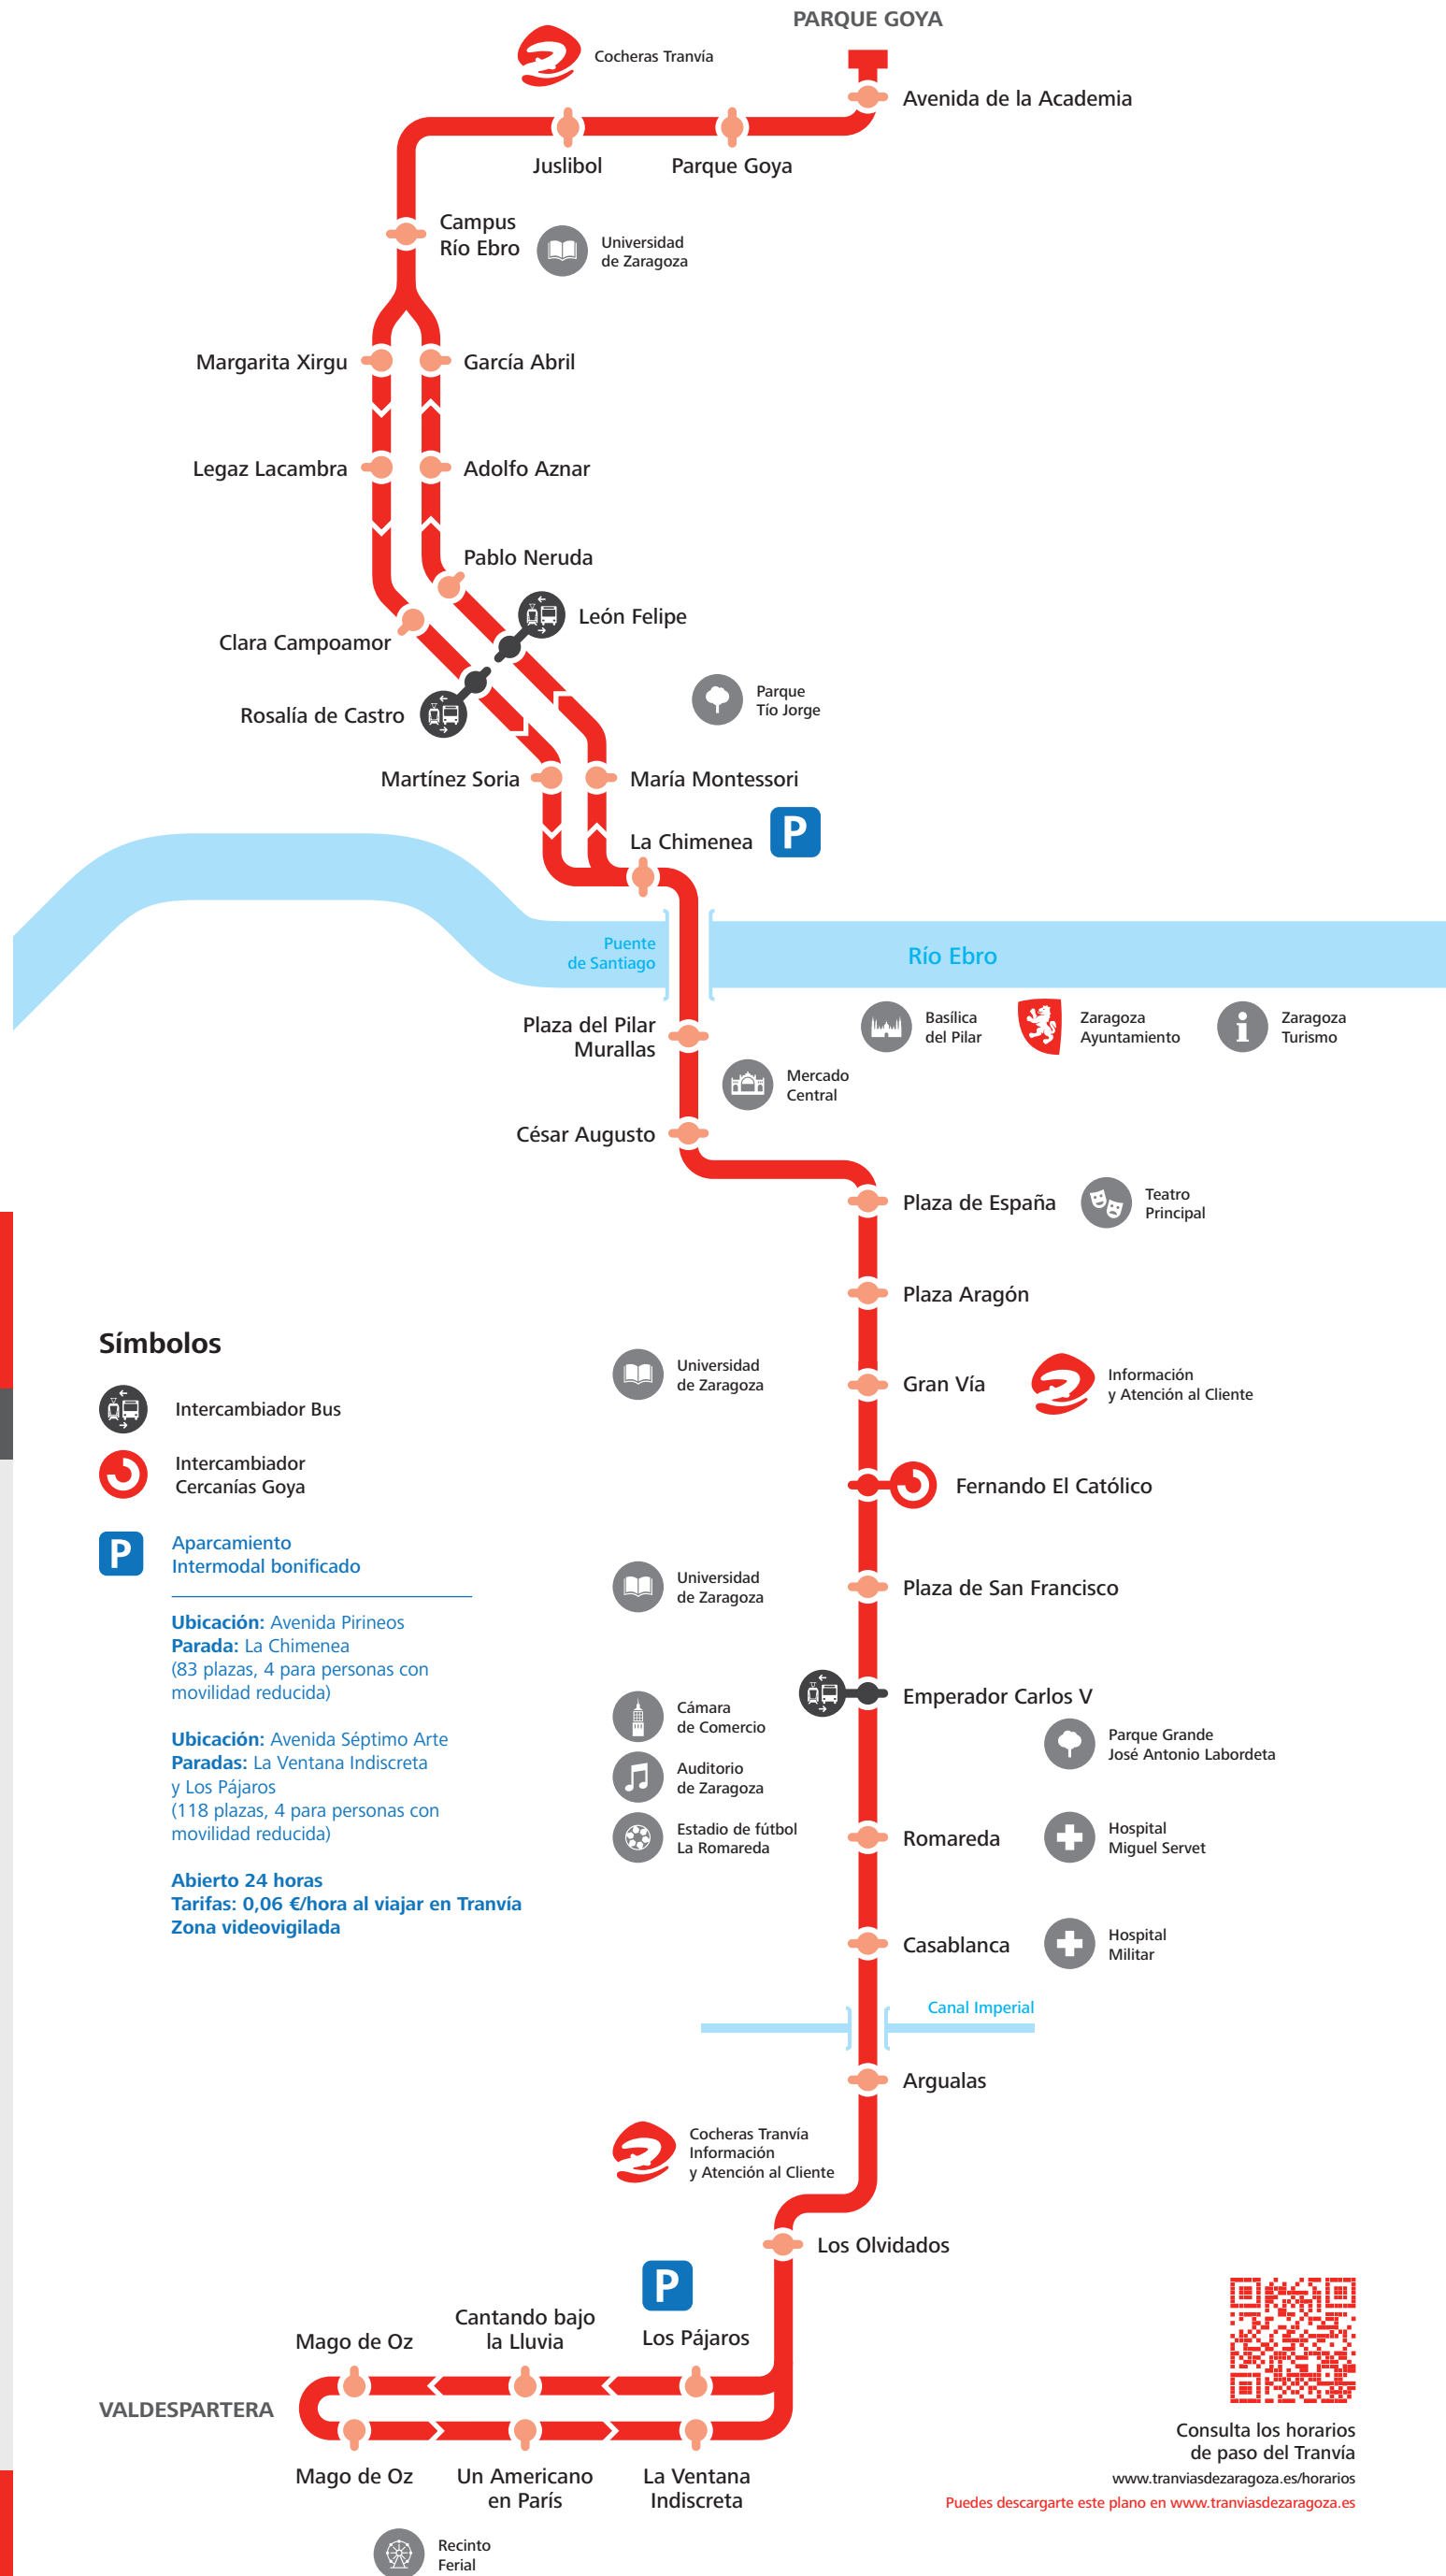 PARQUE GOYA
Cocheras Tranvía
Avenida de la Academia
Juslibol
Parque Goya
Campus
Río Ebro
Universidad
de Zaragoza
Margarita Xirgu
García Abril
Legaz Lacambra
Adolfo Aznar
Pablo Neruda
León Felipe
Clara Campoamor
Parque
Tío Jorge
Rosalía de Castro
Martínez Soria
María Montessori
La Chimenea
P
Puente
de Santiago
Río Ebro
Plaza del Pilar
Murallas
Basílica
del Pilar
Zaragoza
Ayuntamiento
i
Zaragoza
Turismo
Mercado
Central
César Augusto
Plaza de España
Teatro
Principal
Plaza Aragón
Universidad
de Zaragoza
Gran Vía
Información
y Atención al Cliente
Fernando El Católico
Universidad
de Zaragoza
Plaza de San Francisco
Emperador Carlos V
Cámara
de Comercio
Parque Grande
José Antonio Labordeta
Auditorio
de Zaragoza
Estadio de fútbol
La Romareda
Romareda
Hospital
Miguel Servet
Casablanca
Hospital
Militar
Canal Imperial
Argualas
Cocheras Tranvía
Información
y Atención al Cliente
Los Olvidados
P
Mago de Oz
Cantando bajo
la Lluvia
Los Pájaros
VALDESPARTERA
Mago de Oz
Un Americano
en París
La Ventana
Indiscreta
Recinto
Ferial
Símbolos
Intercambiador Bus
Intercambiador
Cercanías Goya
P
Aparcamiento
Intermodal bonificado
Ubicación: Avenida Pirineos
Parada: La Chimenea
(83 plazas, 4 para personas con
movilidad reducida)
Ubicación: Avenida Séptimo Arte
Paradas: La Ventana Indiscreta
y Los Pájaros
(118 plazas, 4 para personas con
movilidad reducida)
Abierto 24 horas
Tarifas: 0,06 €/hora al viajar en Tranvía
Zona videovigilada
Consulta los horarios
de paso del Tranvía
www.tranviasdezaragoza.es/horarios
Puedes descargarte este plano en www.tranviasdezaragoza.es